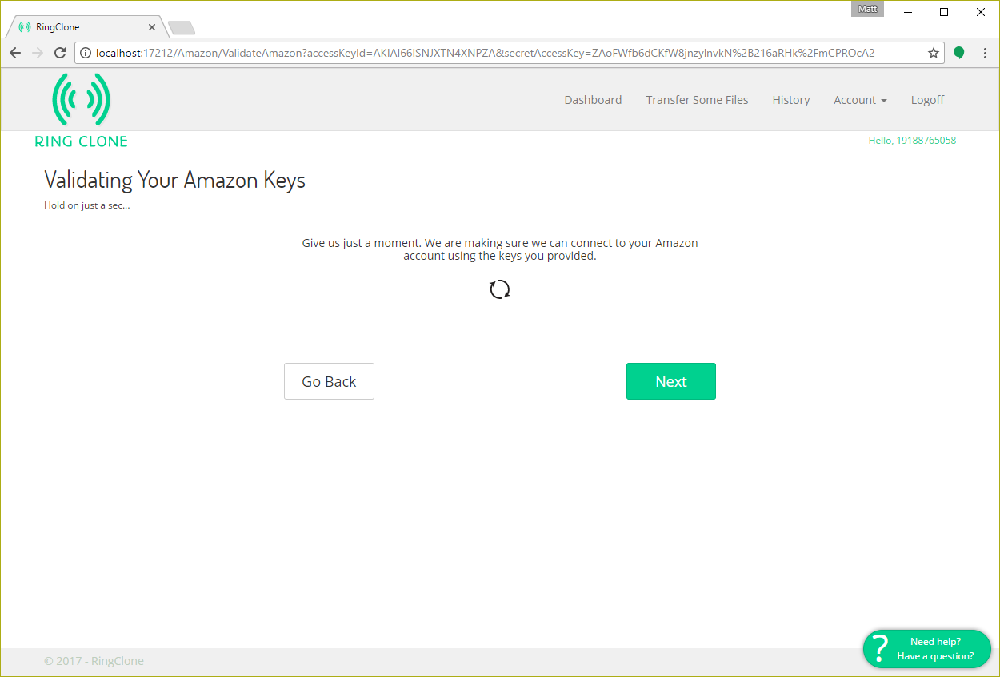 Matt
RingClone
localhost:17212/Amazon/ValidateAmazon?accessKeyId=AKIAI66ISNJXTN4XNPZA&secretAccessKey=
Dashboard
Transfer Some Files
History
Account
Logoff
RING CLONE
Hello, 19188765058
Validating Your Amazon Keys
Hold on just a sec...
Give us just a moment. We are making sure we can connect to your Amazon
account using the keys you provided.
Go Back
Next
© 2017 - RingClone
?
Need help?
Have a question?